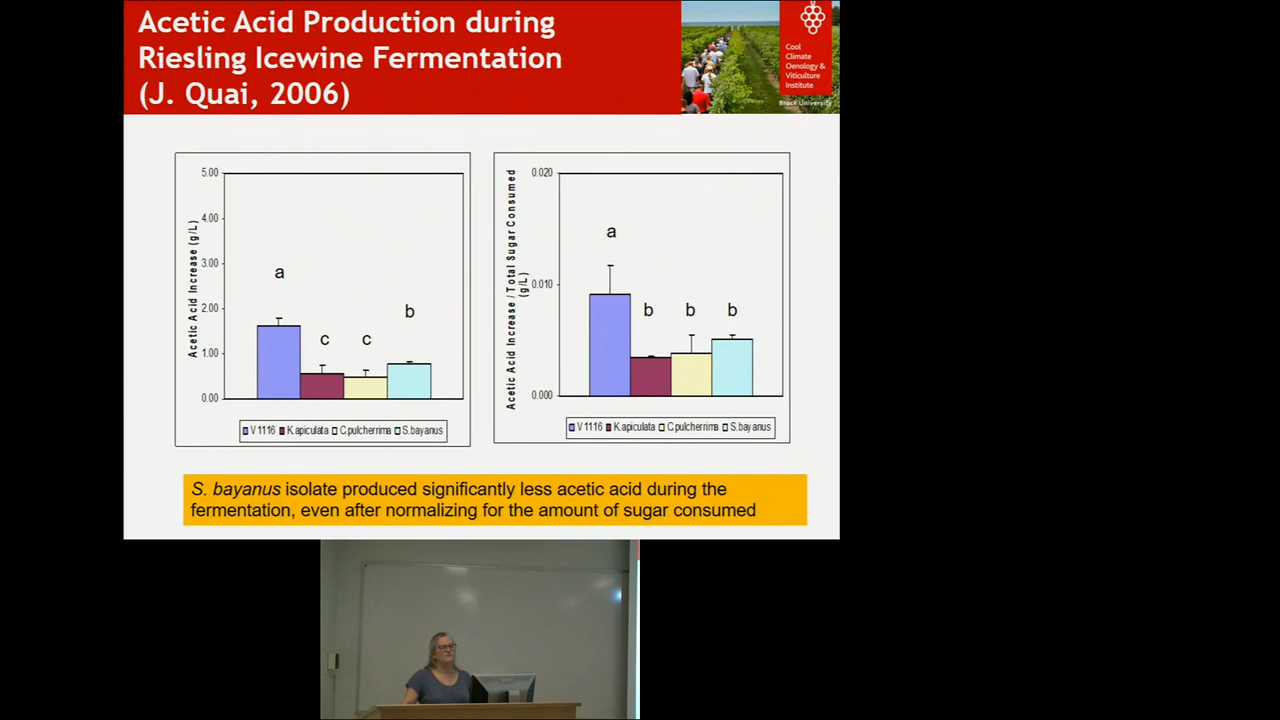 Acetic Acid Production during
Riesling Icewine Fermentation
(J. Quai, 2006)
Cool
Climate
Oenology &
Viticulture
Institute
Brock University
Acetic Acid Increase (g/L)
5.00
4.00
3.00
2.00
1.00
0.00
a
c
c
b
V1116 K.apiculata C.pulcherrima S.bayanus
Acetic Acid Increase / Total Sugar Consumed
(g/L)
0.020
0.010
0.000
a
b
b
b
V1116 K.apiculata C.pulcherrima S.bayanus
S. bayanus isolate produced significantly less acetic acid during the
fermentation, even after normalizing for the amount of sugar consumed